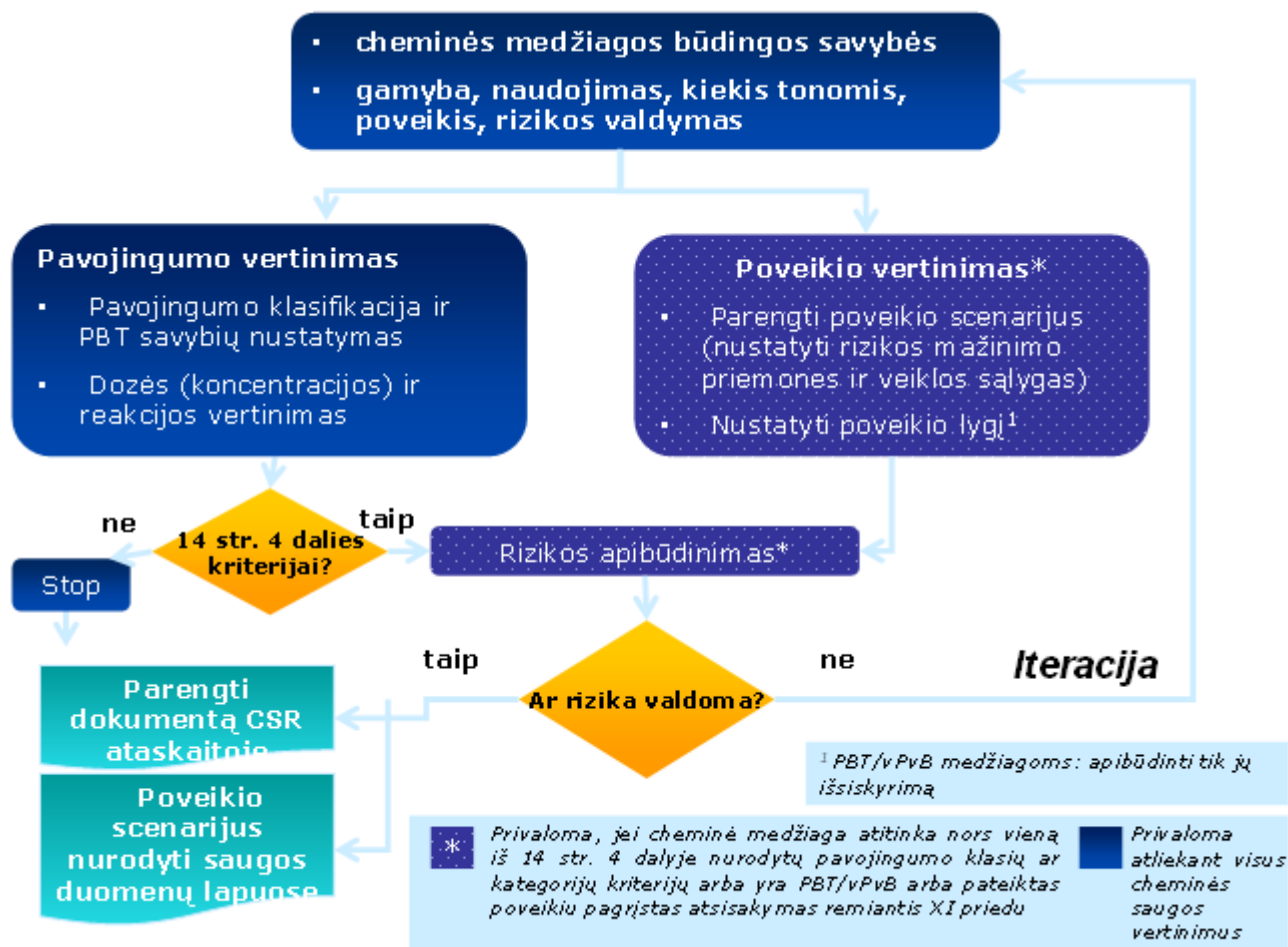 ▪ cheminės medžiagos būdingos savybės
▪ gamyba, naudojimas, kiekis tonomis,
poveikis, rizikos valdymas
Pavojingumo vertinimas
▪ Pavojingumo klasifikacija ir
PBT savybių nustatymas
▪ Dozės (koncentracijos) ir
reakcijos vertinimas
Poveikio vertinimas*
▪ Parengti poveikio scenarijus
(nustatyti rizikos mažinimo
priemones ir veiklos sąlygas)
▪ Nustatyti poveikio lygį¹
ne
14 str. 4 dalies
kriterijai?
taip
Stop
Rizikos apibūdinimas*
taip
Ar rizika valdoma?
ne
Iteracija
Parengti
dokumentą CSR
ataskaitoje
Poveikio
scenarijus
nurodyti saugos
duomenų lapuose
¹ PBT/vPvB medžiagoms: apibūdinti tik jų
išsiskyrimą
* Privaloma, jei cheminė medžiaga atitinka nors vieną
iš 14 str. 4 dalyje nurodytų pavojingumo klasių ar
kategorijų kriterijų arba yra PBT/vPvB arba pateiktas
poveikiu pagrįstas atsisakymas remiantis XI priedu
Privaloma
atliekant visus
cheminės
saugos
vertinimus